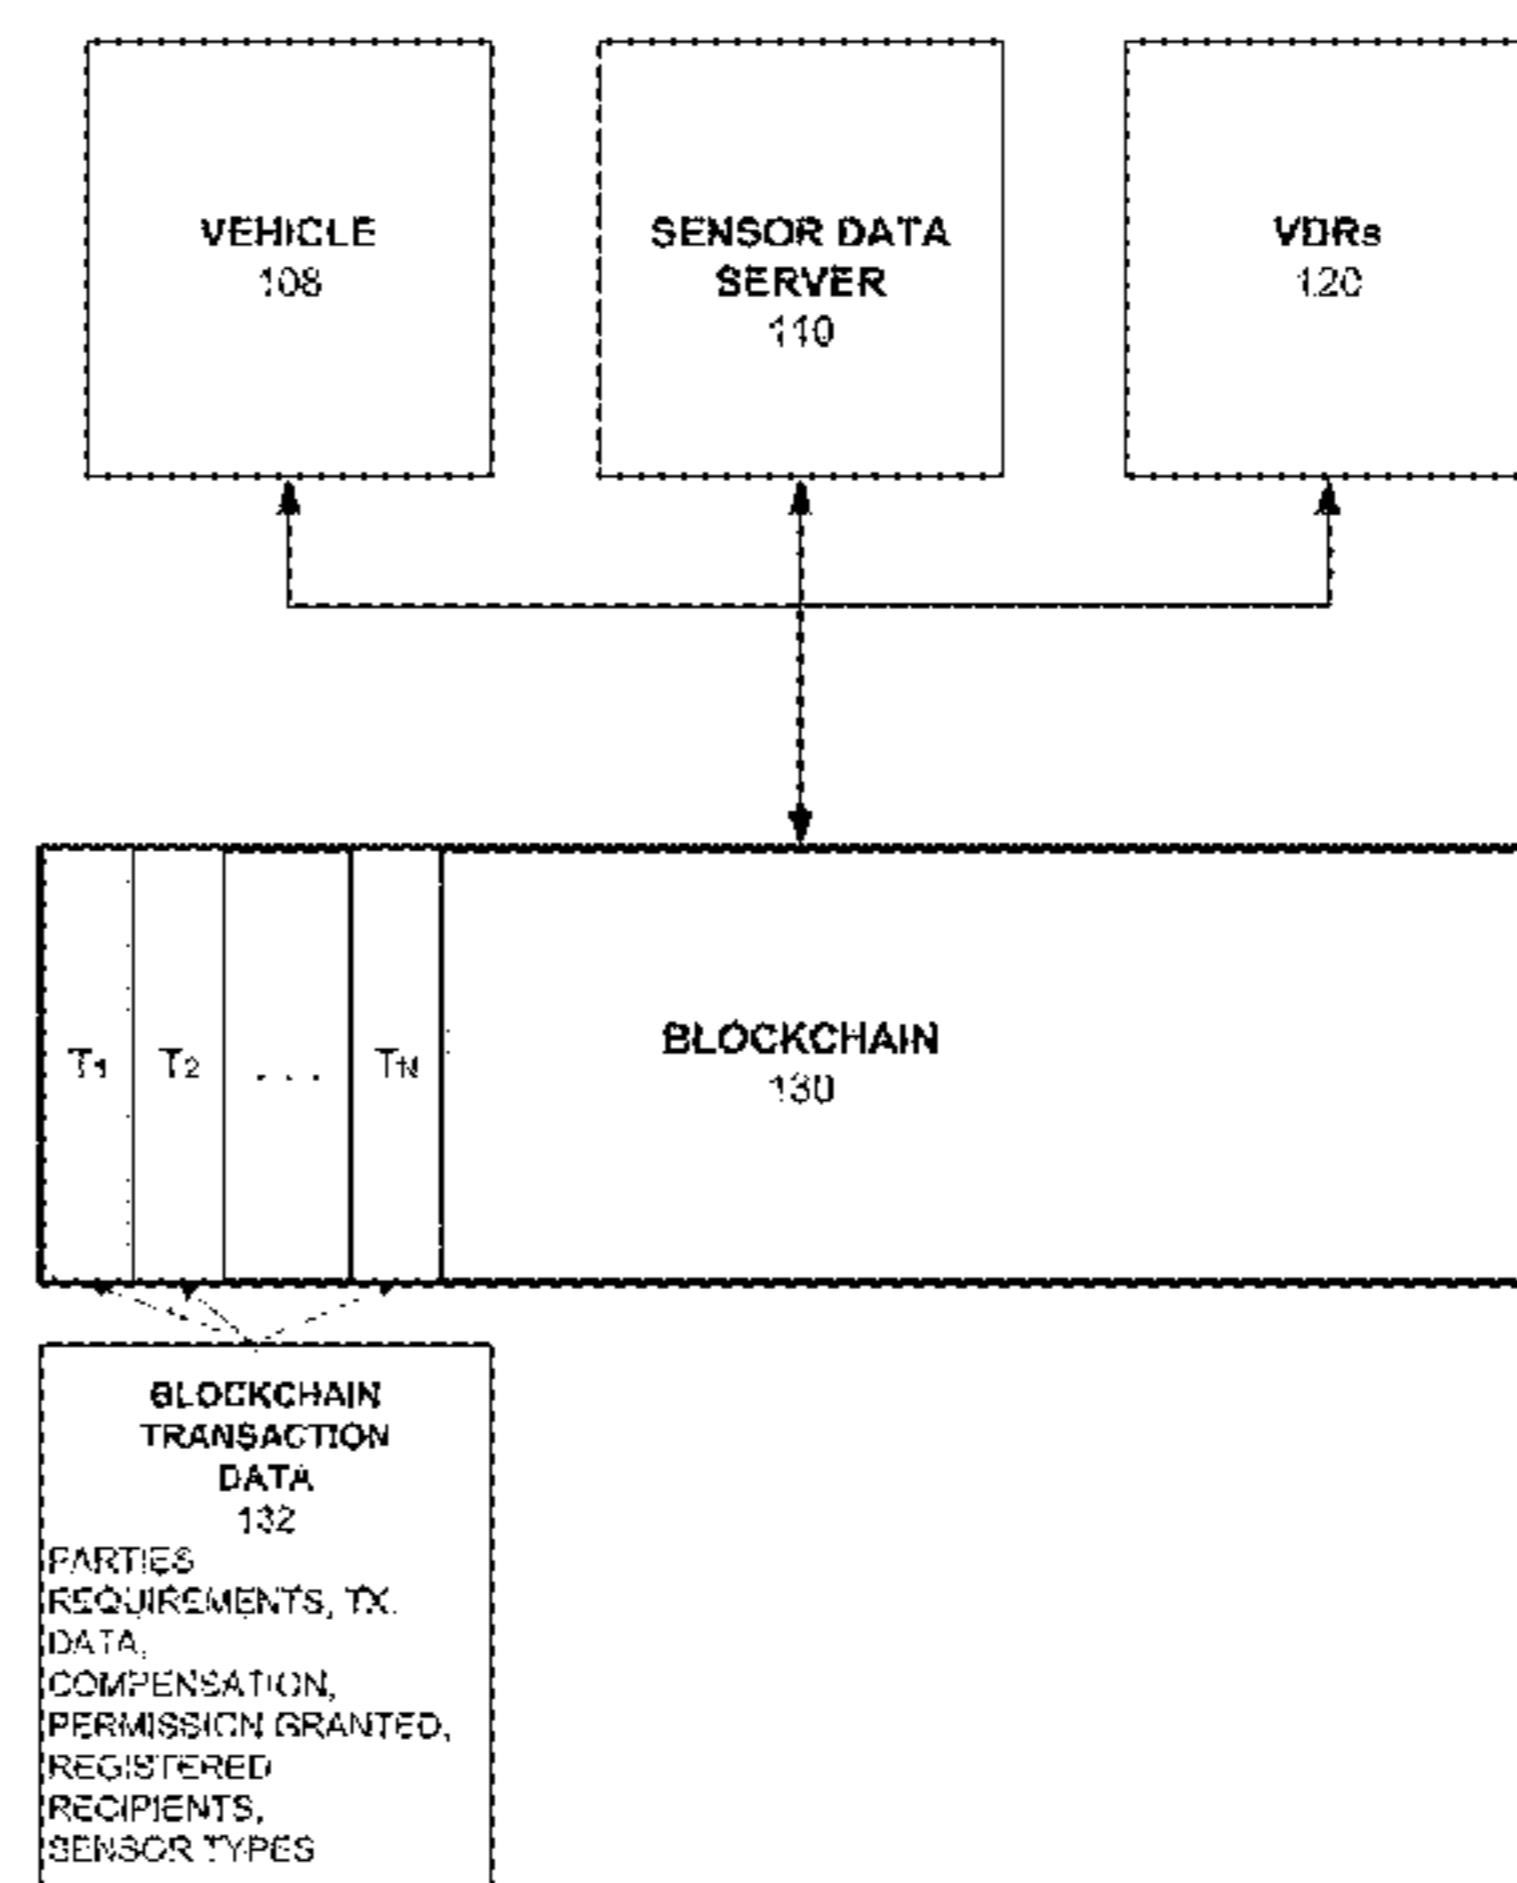 VEHICLE
108
SENSOR DATA
SERVER
110
VDRs
120
T1
T2
. . .
TN
BLOCKCHAIN
130
BLOCKCHAIN
TRANSACTION
DATA
132
PARTIES
REQUIREMENTS, TX.
DATA,
COMPENSATION,
PERMISSION GRANTED,
REGISTERED
RECIPIENTS,
SENSOR TYPES